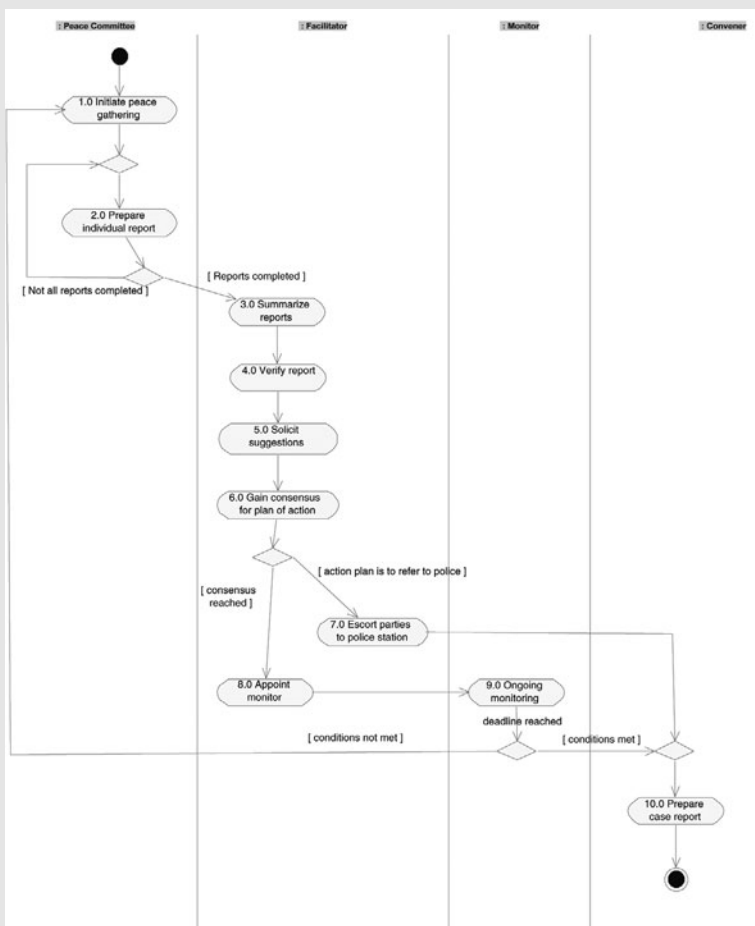 : Peace Committee
: Facilitator
: Monitor
: Convener
1.0 Initiate peace
gathering
2.0 Prepare
individual report
[ Not all reports completed ]
[ Reports completed ]
3.0 Summarize
reports
4.0 Verify report
5.0 Solicit
suggestions
6.0 Gain consensus
for plan of action
[ action plan is to refer to police ]
[ consensus
reached ]
7.0 Escort parties
to police station
8.0 Appoint
monitor
9.0 Ongoing
monitoring
deadline reached
[ conditions not met ]
[ conditions met ]
10.0 Prepare
case report